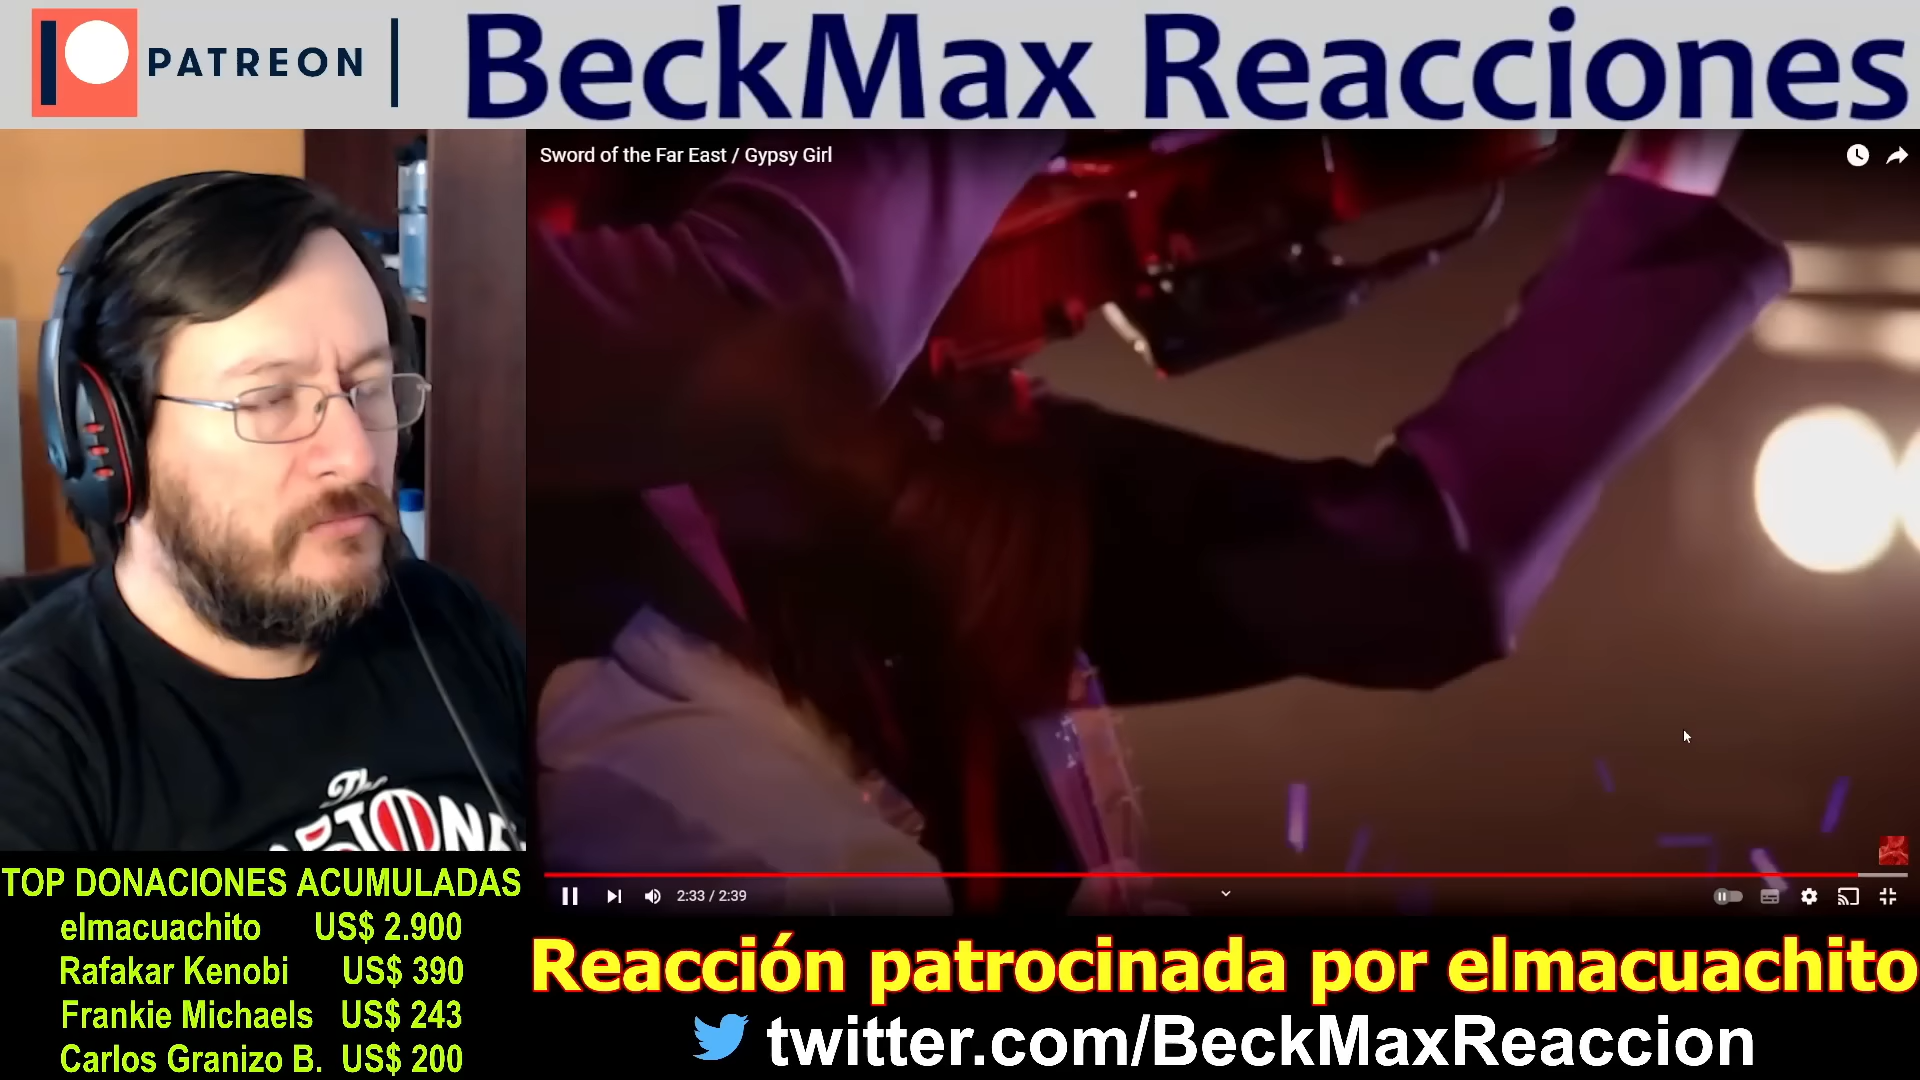 PATREON
BeckMax Reacciones
Sword of the Far East / Gypsy Girl
The
2:33 / 2:39
TOP DONACIONES ACUMULADAS
elmacuachito US$ 2.900
Rafakar Kenobi US$ 390
Frankie Michaels US$ 243
Carlos Granizo B. US$ 200
Reacción patrocinada por elmacuachito
twitter.com/BeckMaxReaccion